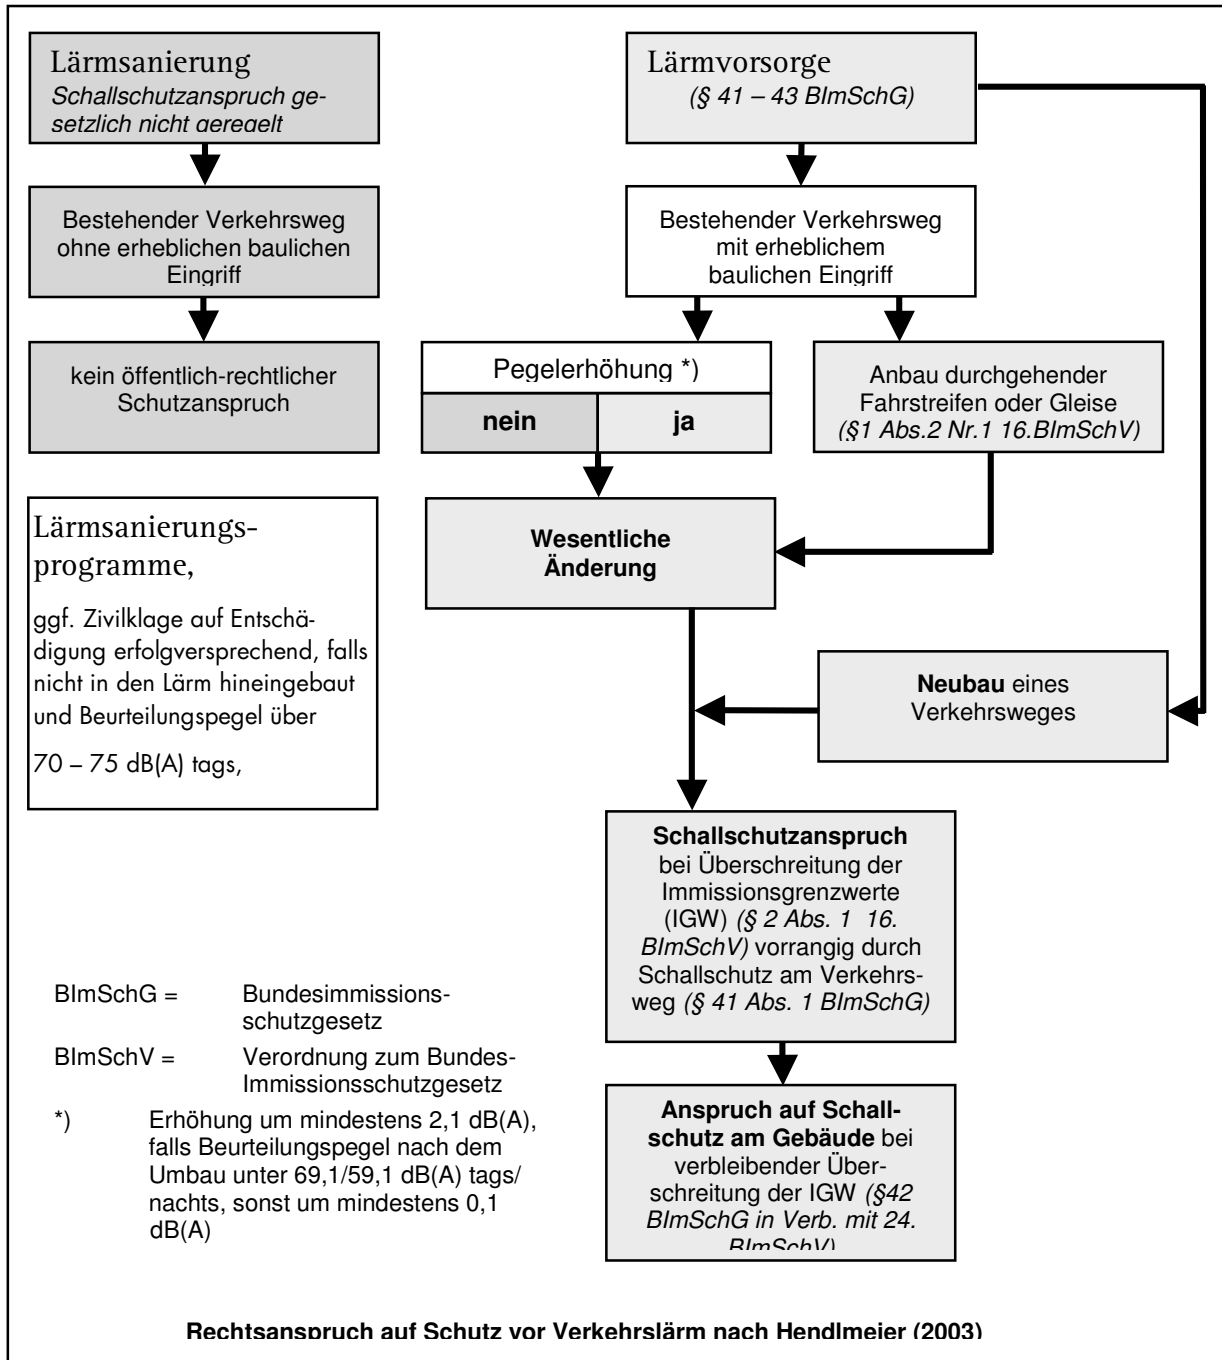 Lärmsanierung
Schallschutzanspruch ge-
setzlich nicht geregelt
Bestehender Verkehrsweg
ohne erheblichen baulichen
Eingriff
kein öffentlich-rechtlicher
Schutzanspruch
Lärmsanierungs-
programme,
ggf. Zivilklage auf Entschä-
digung erfolgversprechend, falls
nicht in den Lärm hineingebaut
und Beurteilungspegel über
70 – 75 dB(A) tags,
Lärmvorsorge
(§ 41 – 43 BImSchG)
Bestehender Verkehrsweg
mit erheblichem
baulichen Eingriff
Pegelerhöhung *)
nein ja
Anbau durchgehender
Fahrstreifen oder Gleise
(§1 Abs.2 Nr.1 16.BImSchV)
Wesentliche
Änderung
Neubau eines
Verkehrsweges
Schallschutzanspruch
bei Überschreitung der
Immissionsgrenzwerte
(IGW) (§ 2 Abs. 1 16.
BImSchV) vorrangig durch
Schallschutz am Verkehrs-
weg (§ 41 Abs. 1 BImSchG)
Anspruch auf Schall-
schutz am Gebäude bei
verbleibender Über-
schreitung der IGW (§42
BImSchG in Verb. mit 24.
BImSchV)
BImSchG = Bundesimmissions-
schutzgesetz
BImSchV = Verordnung zum Bundes-
Immissionsschutzgesetz
*) Erhöhung um mindestens 2,1 dB(A),
falls Beurteilungspegel nach dem
Umbau unter 69,1/59,1 dB(A) tags/
nachts, sonst um mindestens 0,1
dB(A)
Rechtsanspruch auf Schutz vor Verkehrslärm nach Hendlmeier (2003)